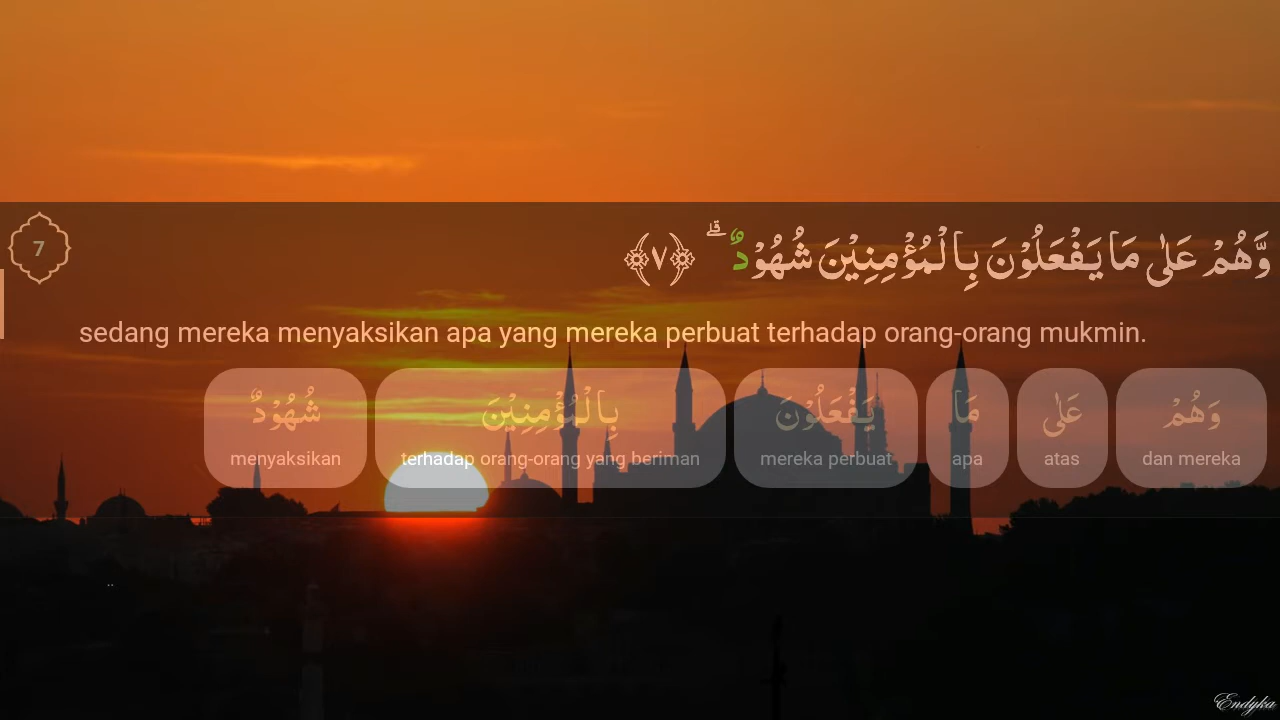 7
وَّهُمْ عَلٰى مَا يَفْعَلُوْنَ بِالْمُؤْمِنِيْنَ شُهُوْدٌ ۗ ﴿٧﴾
sedang mereka menyaksikan apa yang mereka perbuat terhadap orang-orang mukmin.
وَهُمْ عَلٰى مَا يَفْعَلُوْنَ بِالْمُؤْمِنِيْنَ شُهُوْدٌ
dan mereka atas apa mereka perbuat terhadap orang-orang yang beriman menyaksikan
Endyka